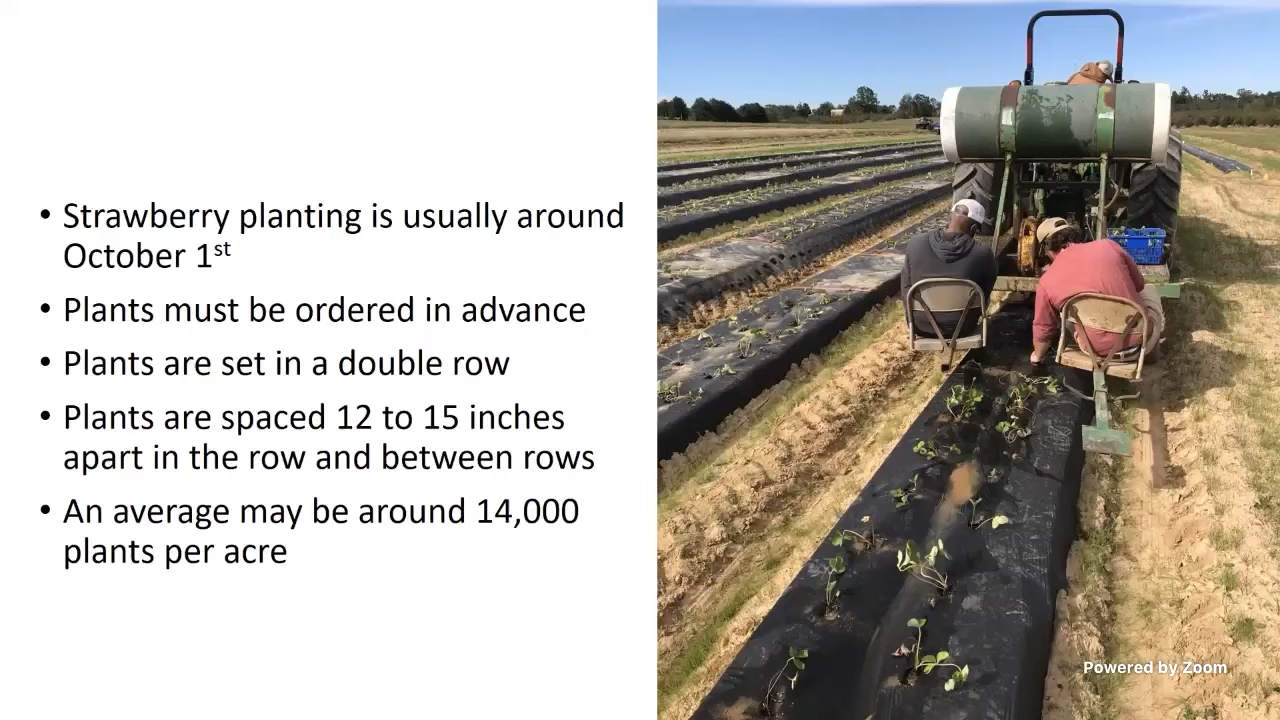 • Strawberry planting is usually around
October 1st
• Plants must be ordered in advance
• Plants are set in a double row
• Plants are spaced 12 to 15 inches
apart in the row and between rows
• An average may be around 14,000
plants per acre
Powered by Zoom